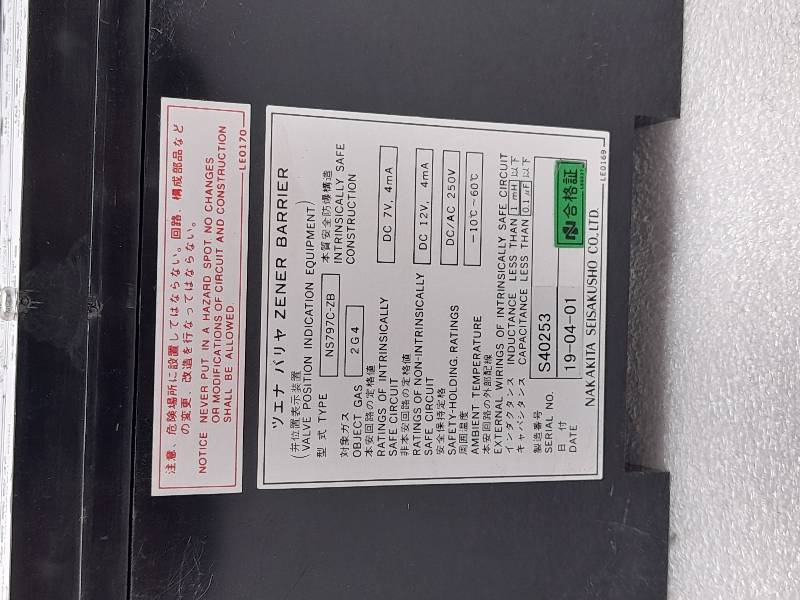 注意、危険場所に設置してはならない。回路、構成部品など
の変更、改造を行なってはならない。
NOTICE NEVER PUT IN A HAZARD SPOT NO CHANGES
OR MODIFICATIONS OF CIRCUIT AND CONSTRUCTION
SHALL BE ALLOWED
LE0170
ツェナ バリヤ ZENER BARRIER
(弁位置表示装置
VALVE POSITION INDICATION EQUIPMENT)
型式 TYPE NS797C-ZB 本質安全防爆構造
INTRINSICALLY SAFE
CONSTRUCTION
対象ガス
OBJECT GAS 2G4
本安回路の定格値
RATINGS OF INTRINSICALLY
SAFE CIRCUIT DC 7V, 4mA
非本安回路の定格値
RATINGS OF NON-INTRINSICALLY
SAFE CIRCUIT DC 12V, 4mA
安全保持定格
SAFETY-HOLDING.RATINGS DC/AC 250V
周囲温度
AMBIENT TEMPERATURE -10℃~60℃
本安回路の外部配線
EXTERNAL WIRINGS OF INTRINSICALLY SAFE CIRCUIT
インダクタンス INDUCTANCE LESS THAN 1 mH 以下
キャパシタンス CAPACITANCE LESS THAN 0.1 μF 以下
製造番号
SERIAL NO. S40253
日付
DATE 19-04-01
合格証
NAKAKITA SEISAKUSHO CO., LTD.
LE0169